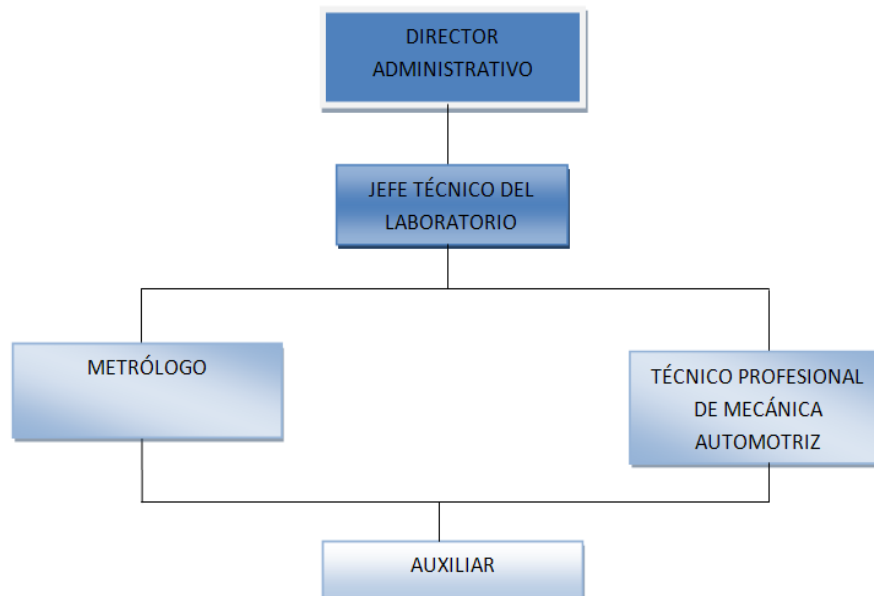 DIRECTOR
ADMINISTRATIVO
JEFE TÉCNICO DEL
LABORATORIO
METRÓLOGO
TÉCNICO PROFESIONAL
DE MECÁNICA
AUTOMOTRIZ
AUXILIAR